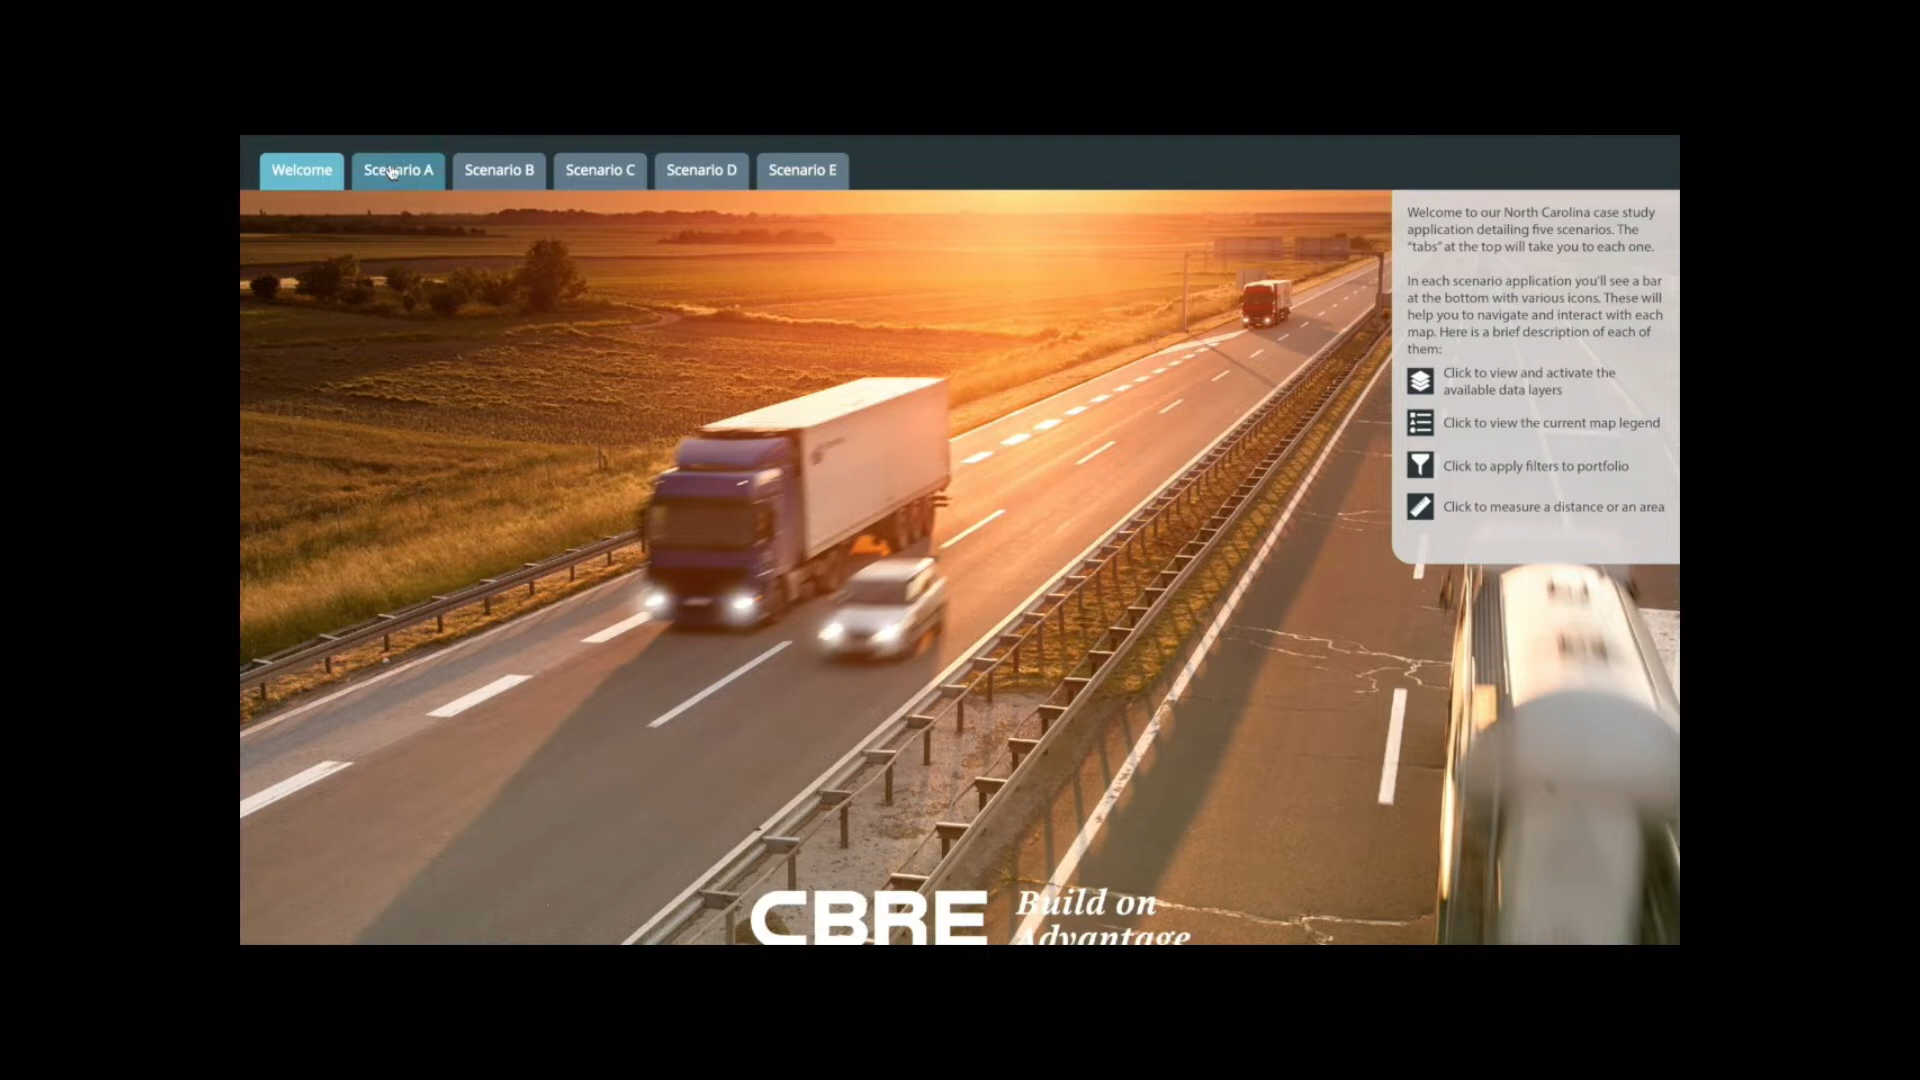 Welcome
Scenario A
Scenario B
Scenario C
Scenario D
Scenario E
Welcome to our North Carolina case study
application detailing five scenarios. The
"tabs" at the top will take you to each one.
In each scenario application you'll see a bar
at the bottom with various icons. These will
help you to navigate and interact with each
map. Here is a brief description of each of
them:
Click to view and activate the
available data layers
Click to view the current map legend
Click to apply filters to portfolio
Click to measure a distance or an area
CBRE
Build on
Advantage